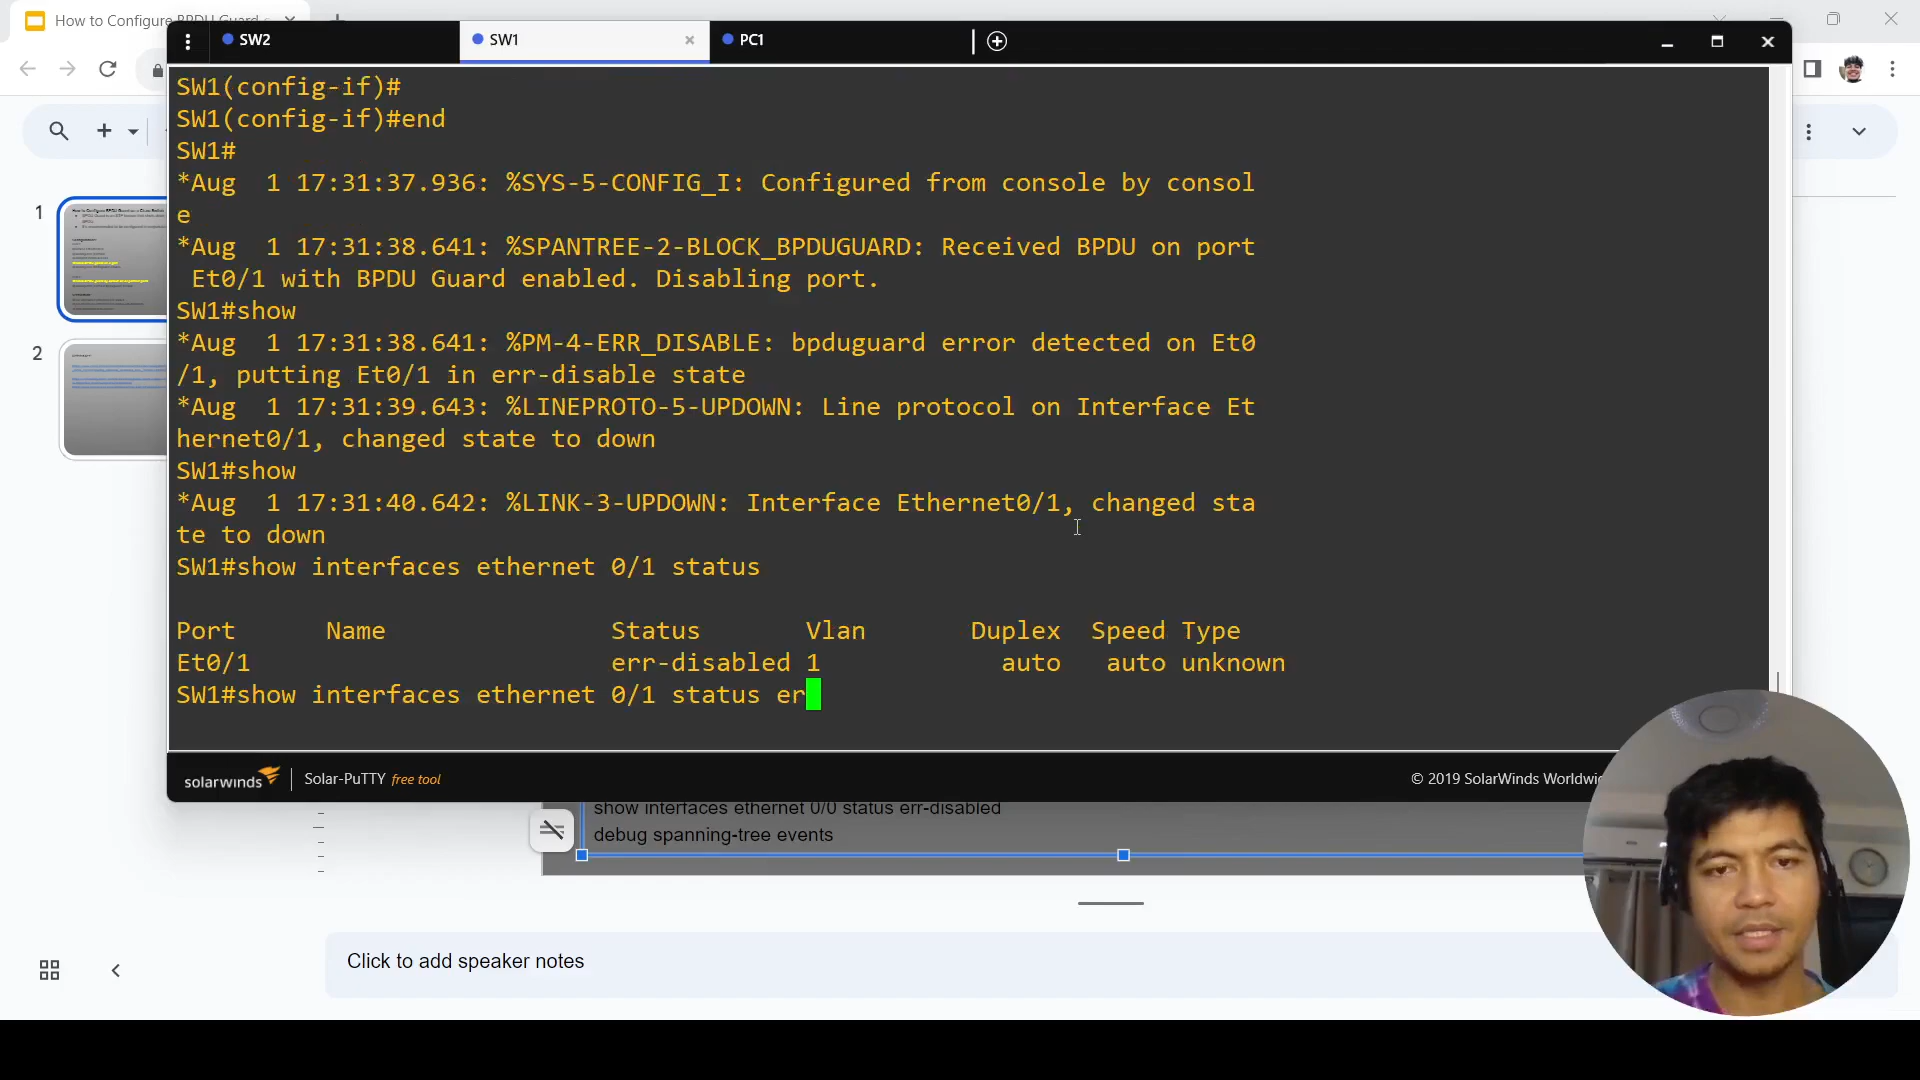 How to Configure BPDU Guard
SW2
SW1
PC1
SW1(config-if)#
SW1(config-if)#end
SW1#
*Aug  1 17:31:37.936: %SYS-5-CONFIG_I: Configured from console by consol
e
*Aug  1 17:31:38.641: %SPANTREE-2-BLOCK_BPDUGUARD: Received BPDU on port
Et0/1 with BPDU Guard enabled. Disabling port.
SW1#show
*Aug  1 17:31:38.641: %PM-4-ERR_DISABLE: bpduguard error detected on Et0
/1, putting Et0/1 in err-disable state
*Aug  1 17:31:39.643: %LINEPROTO-5-UPDOWN: Line protocol on Interface Et
hernet0/1, changed state to down
SW1#show
*Aug  1 17:31:40.642: %LINK-3-UPDOWN: Interface Ethernet0/1, changed sta
te to down
SW1#show interfaces ethernet 0/1 status
Port Name Status Vlan Duplex Speed Type
Et0/1 err-disabled 1 auto auto unknown
SW1#show interfaces ethernet 0/1 status er
solarwinds Solar-PuTTY free tool
© 2019 SolarWinds
show interfaces ethernet 0/0 status err-disabled
debug spanning-tree events
Click to add speaker notes
1
2